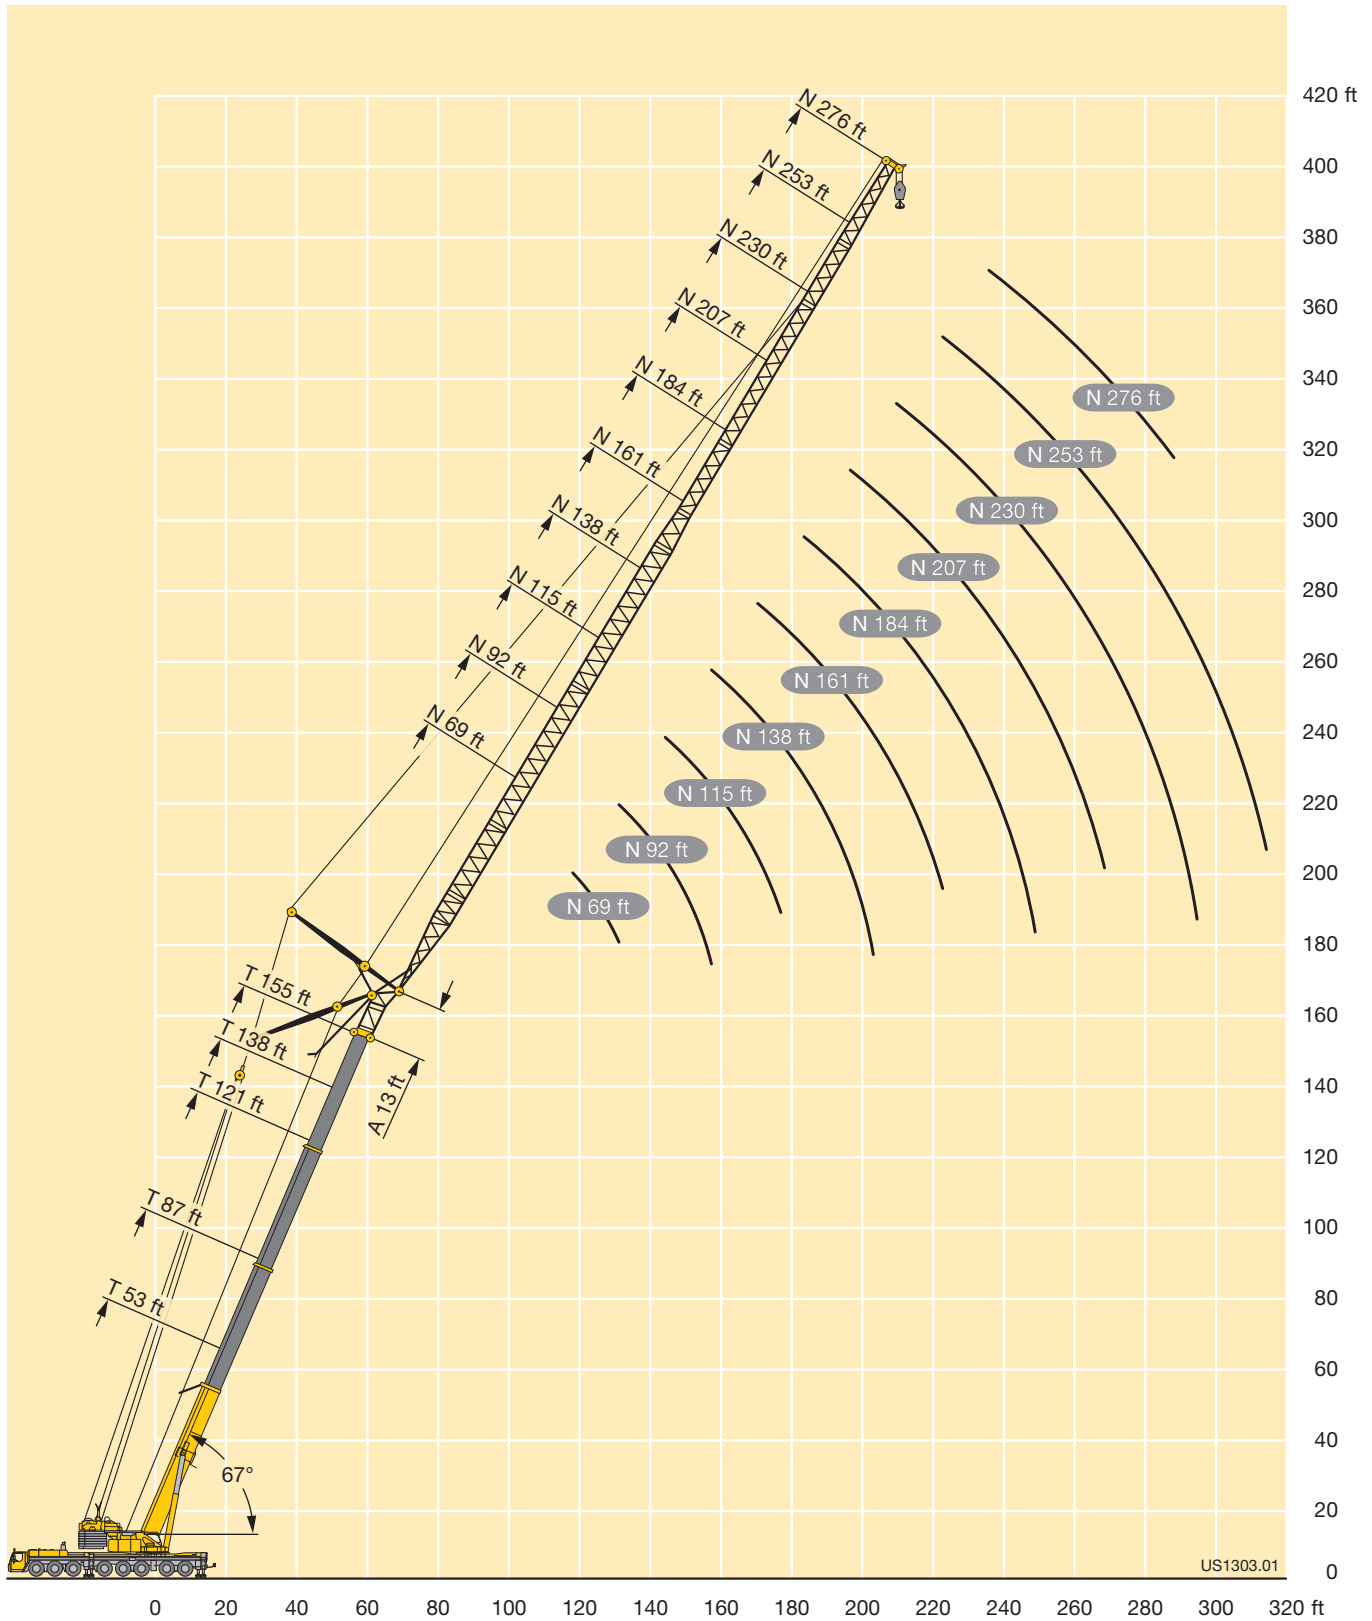 420 ft
N 276 ft
400
N 253 ft
380
N 230 ft
360
N 207 ft
340
N 276 ft
N 184 ft
320
N 253 ft
N 161 ft
300
N 230 ft
N 138 ft
280
N 207 ft
N 115 ft
260
N 184 ft
N 92 ft
240
N 161 ft
N 69 ft
220
N 138 ft
200
N 115 ft
N 92 ft
180
N 69 ft
T 155 ft
160
T 138 ft
140
T 121 ft
A 13 ft
120
T 87 ft
100
T 53 ft
80
60
40
67°
20
US1303.01
0
0 20 40 60 80 100 120 140 160 180 200 220 240 260 280 300 320 ft